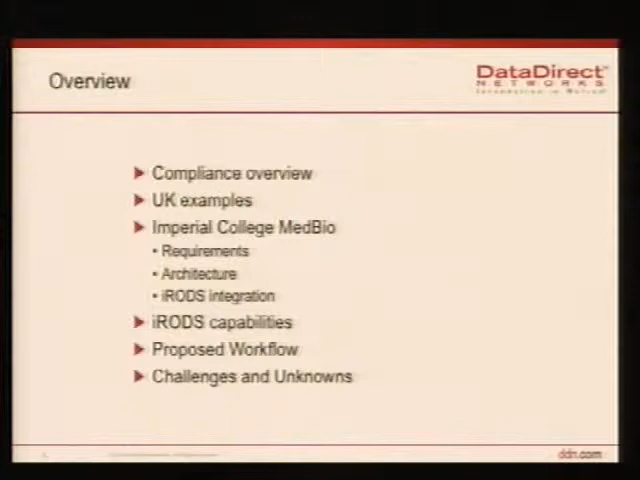 Overview
DataDirect
NETWORKS
Compliance overview
UK examples
Imperial College MedBio
Requirements
Architecture
iRODS integration
iRODS capabilities
Proposed Workflow
Challenges and Unknowns
ddn.com